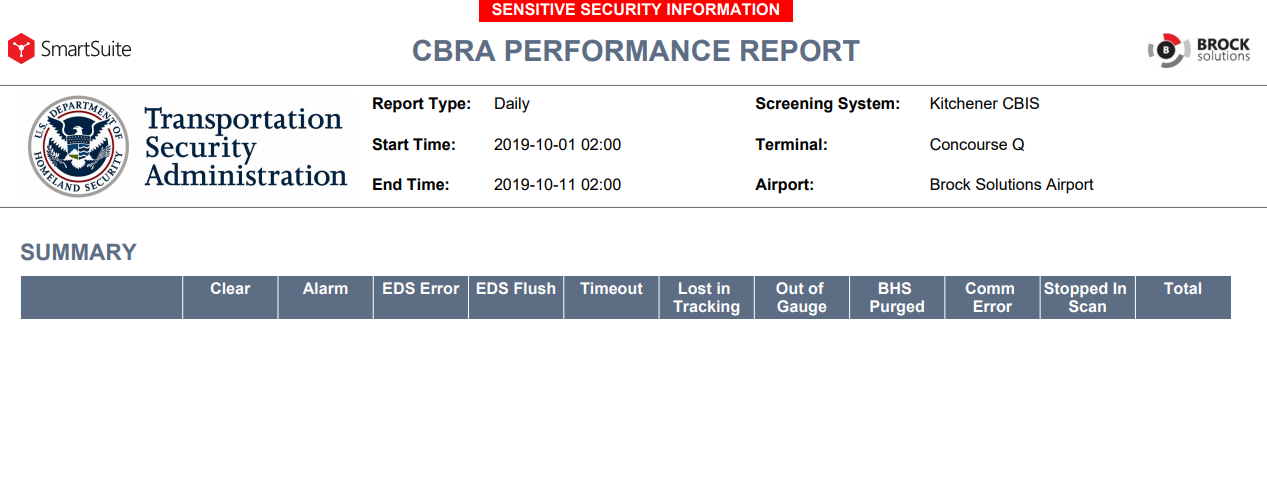 SENSITIVE SECURITY INFORMATION
SmartSuite
CBRA PERFORMANCE REPORT
B
BROCK
solutions
U.S. DEPARTMENT OF
HOMELAND SECURITY
Transportation
Security
Administration
Report Type: Daily
Screening System: Kitchener CBIS
Start Time: 2019-10-01 02:00
Terminal: Concourse Q
End Time: 2019-10-11 02:00
Airport: Brock Solutions Airport
SUMMARY
Clear Alarm EDS Error EDS Flush Timeout Lost in Out of BHS Comm Stopped In Total
Tracking Gauge Purged Error Scan